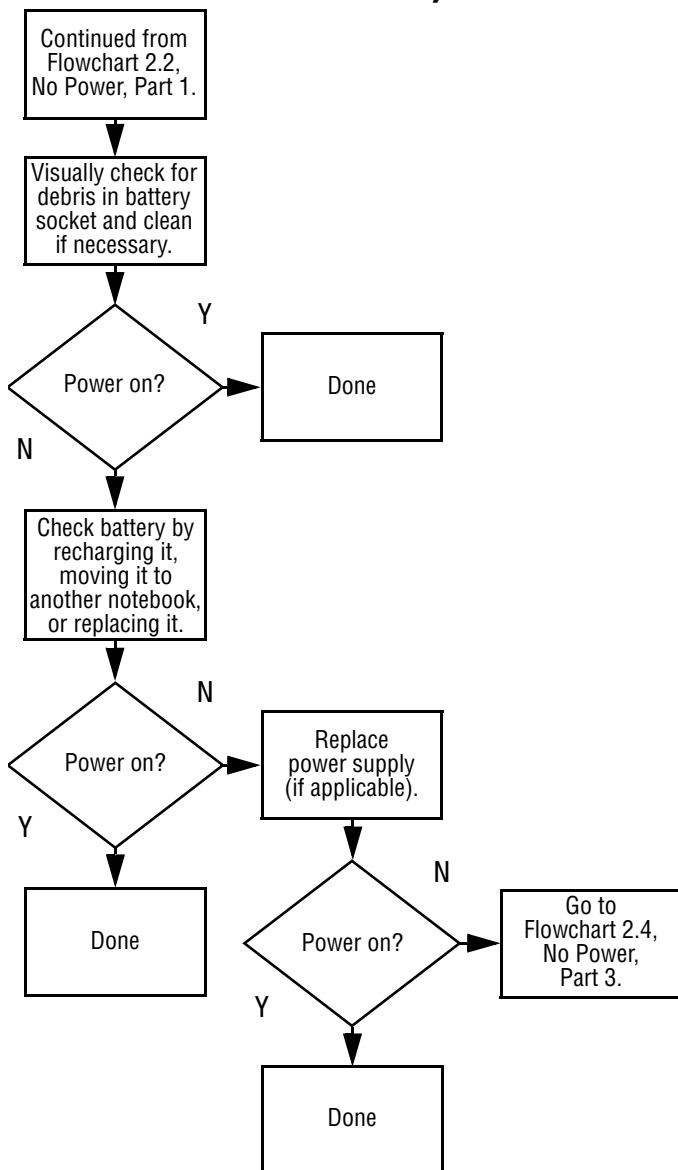 Continued from
Flowchart 2.2,
No Power, Part 1.
Visually check for
debris in battery
socket and clean
if necessary.
Y
Power on?
Done
N
Check battery by
recharging it,
moving it to
another notebook,
or replacing it.
N
Power on?
Replace
power supply
(if applicable).
Y
Done
N
Power on?
Go to
Flowchart 2.4,
No Power,
Part 3.
Y
Done